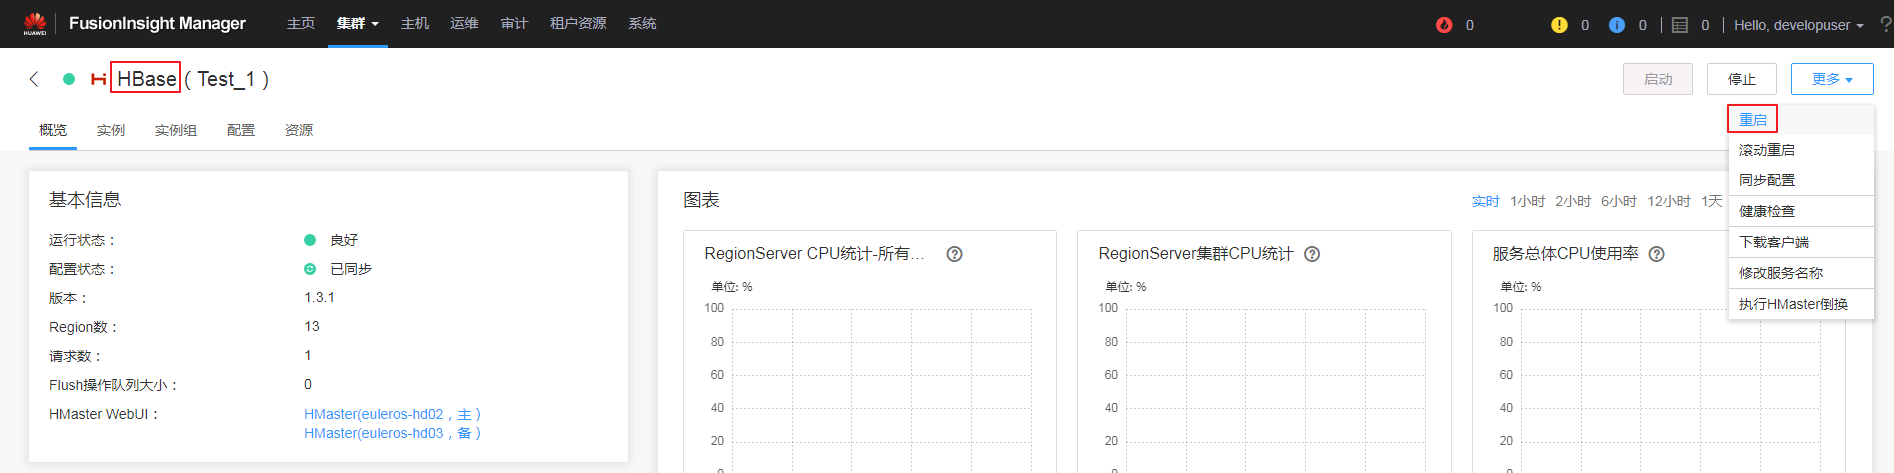 HUAWEI FusionInsight Manager 主页 集群 主机 运维 审计 租户资源 系统 0 0 0 0 Hello, developuser ?
HBase ( Test_1 ) 启动 停止 更多
概览 实例 实例组 配置 资源
重启
滚动重启
同步配置
健康检查
下载客户端
修改服务名称
执行HMaster倒换
基本信息
运行状态： 良好
配置状态： 已同步
版本： 1.3.1
Region数： 13
请求数： 1
Flush操作队列大小： 0
HMaster WebUI： HMaster(euleros-hd02，主)
HMaster(euleros-hd03，备)
图表 实时 1小时 2小时 6小时 12小时 1天
RegionServer CPU统计-所有... ?
单位: %
100
80
60
40
20
0
RegionServer集群CPU统计 ?
单位: %
100
80
60
40
20
0
服务总体CPU使用率 ?
单位: %
100
80
60
40
20
0